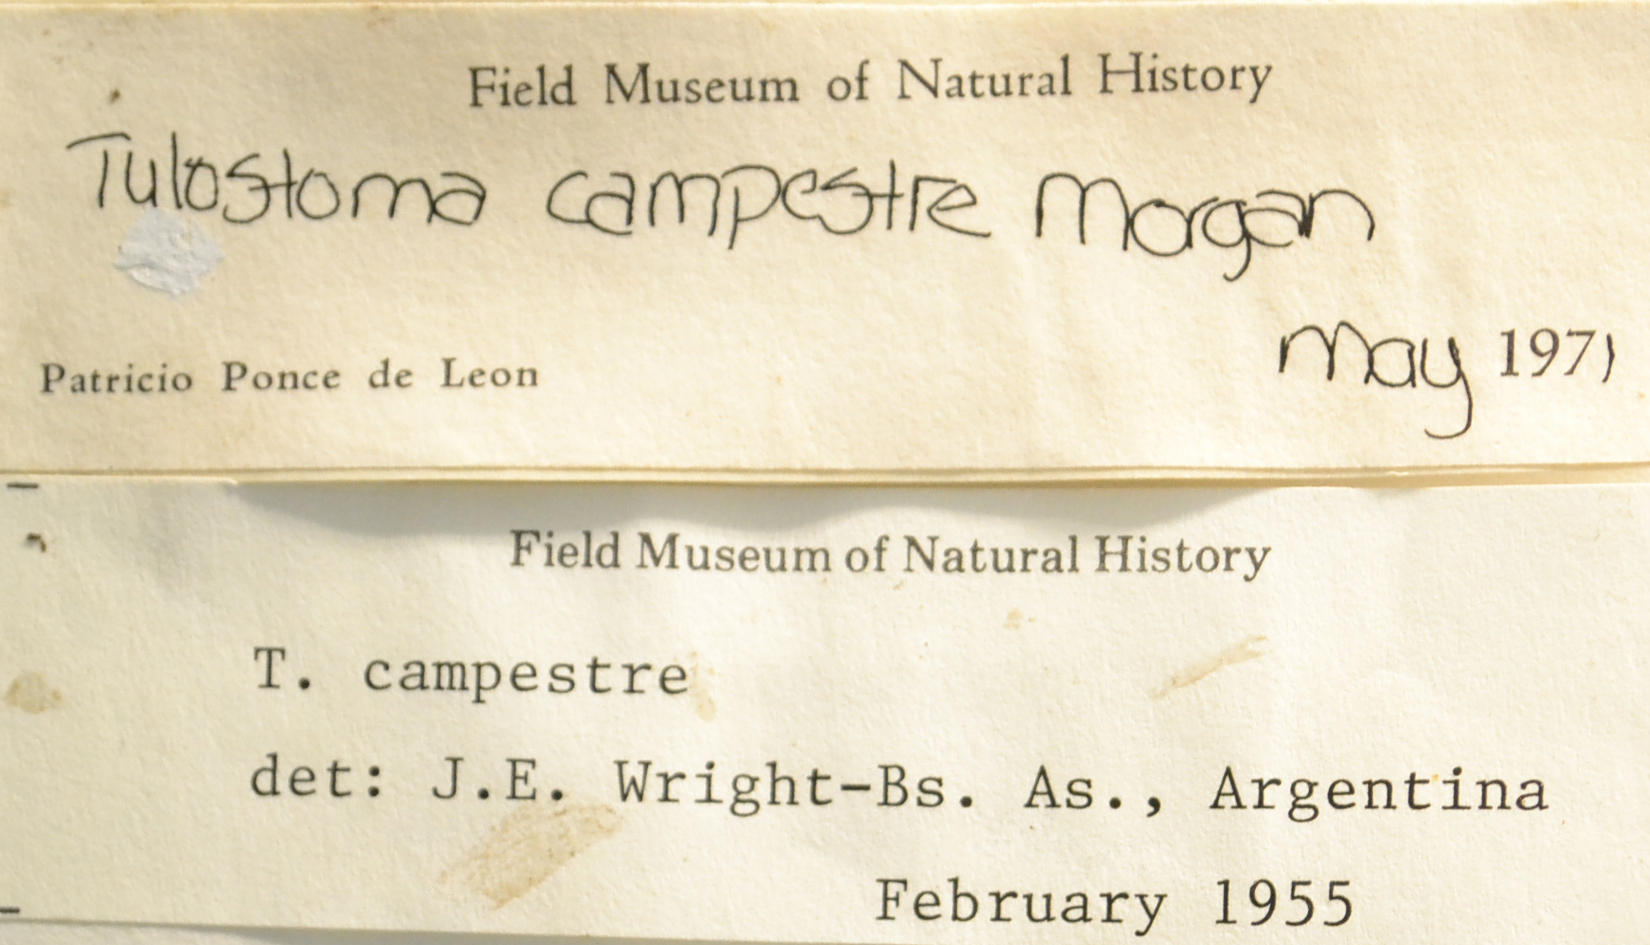 Field Museum of Natural History
Tulostoma campestre Morgan
May 1971
Patricio Ponce de Leon
Field Museum of Natural History
T. campestre
det: J.E. Wright-Bs. As., Argentina
February 1955